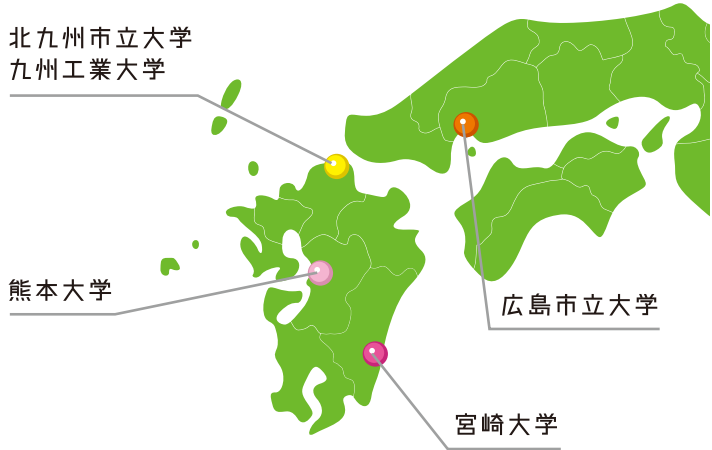 北九州市立大学
九州工業大学
熊本大学
広島市立大学
宮崎大学